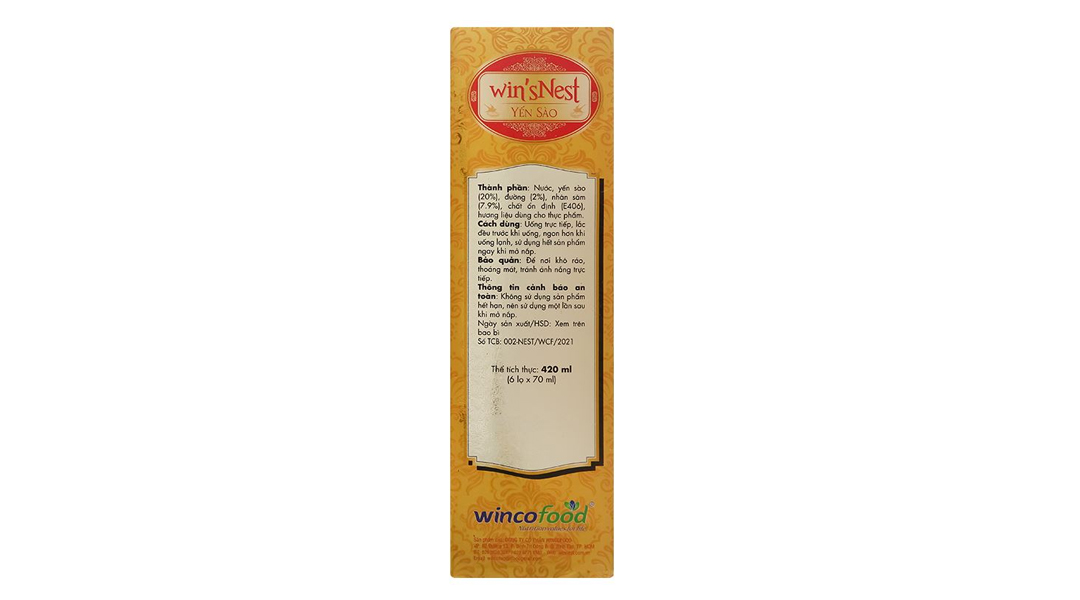 win'sNest
YẾN SÀO
Thành phần: Nước, yến sào
(20%), đường (2%), nhân sâm
(7.9%), chất ổn định (E406),
hương liệu dùng cho thực phẩm.
Cách dùng: Uống trực tiếp, lắc
đều trước khi uống, ngon hơn khi
uống lạnh, sử dụng hết sản phẩm
ngay khi mở nắp.
Bảo quản: Để nơi khô ráo,
thoáng mát, tránh ánh nắng trực
tiếp.
Thông tin cảnh báo an
toàn: Không sử dụng sản phẩm
hết hạn, nên sử dụng một lần sau
khi mở nắp.
Ngày sản xuất/HSD: Xem trên
bao bì
Số TCB: 002-NEST/WCF/2021
Thể tích thực: 420 ml
(6 lọ x 70 ml)
wincofood